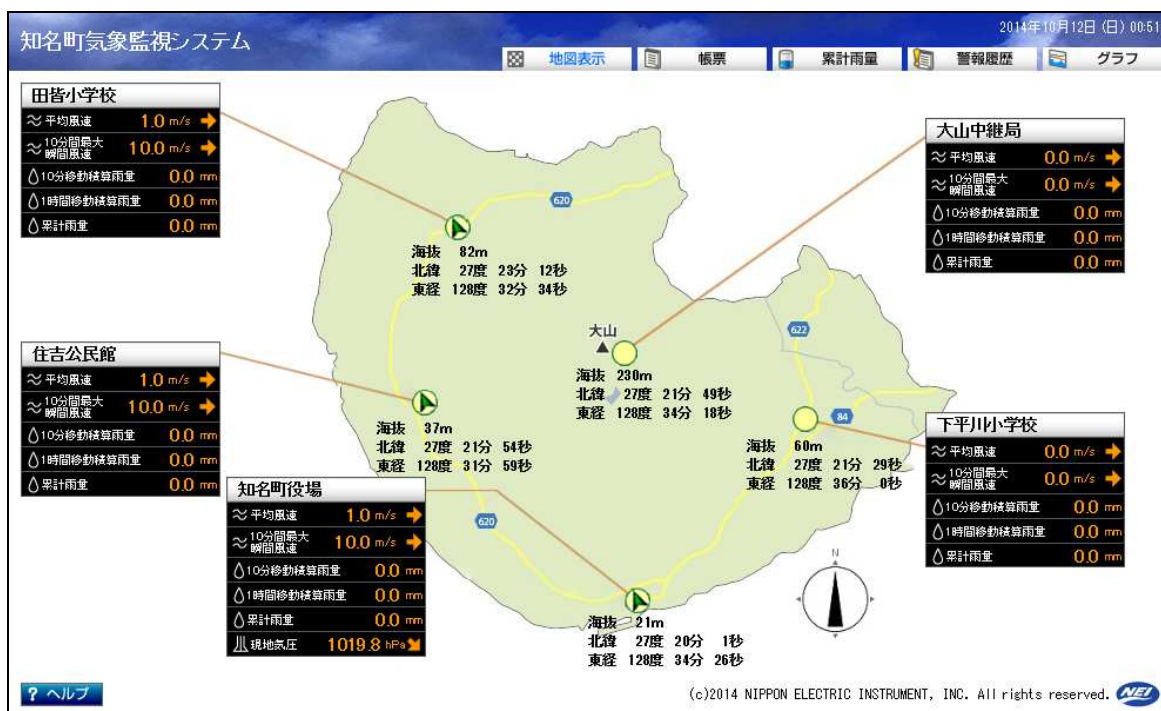 知名町気象監視システム
2014年10月12日 (日) 00:51
地図表示
帳票
累計雨量
警報履歴
グラフ
田皆小学校
平均風速 1.0 m/s
10分間最大
瞬間風速 10.0 m/s
10分移動積算雨量 0.0 mm
1時間移動積算雨量 0.0 mm
累計雨量 0.0 mm
大山中継局
平均風速 0.0 m/s
10分間最大
瞬間風速 0.0 m/s
10分移動積算雨量 0.0 mm
1時間移動積算雨量 0.0 mm
累計雨量 0.0 mm
620
海抜 82m
北緯 27度 23分 12秒
東経 128度 32分 34秒
622
大山
海抜 230m
北緯 27度 21分 49秒
東経 128度 34分 18秒
住吉公民館
平均風速 1.0 m/s
10分間最大
瞬間風速 10.0 m/s
10分移動積算雨量 0.0 mm
1時間移動積算雨量 0.0 mm
累計雨量 0.0 mm
海抜 37m
北緯 27度 21分 54秒
東経 128度 31分 59秒
84
海抜 60m
北緯 27度 21分 29秒
東経 128度 36分 0秒
下平川小学校
平均風速 0.0 m/s
10分間最大
瞬間風速 0.0 m/s
10分移動積算雨量 0.0 mm
1時間移動積算雨量 0.0 mm
累計雨量 0.0 mm
知名町役場
平均風速 1.0 m/s
10分間最大
瞬間風速 10.0 m/s
10分移動積算雨量 0.0 mm
1時間移動積算雨量 0.0 mm
累計雨量 0.0 mm
現地気圧 1019.8 hPa
620
N
海抜 21m
北緯 27度 20分 1秒
東経 128度 34分 26秒
? ヘルプ
(c)2014 NIPPON ELECTRIC INSTRUMENT, INC. All rights reserved.
NEI